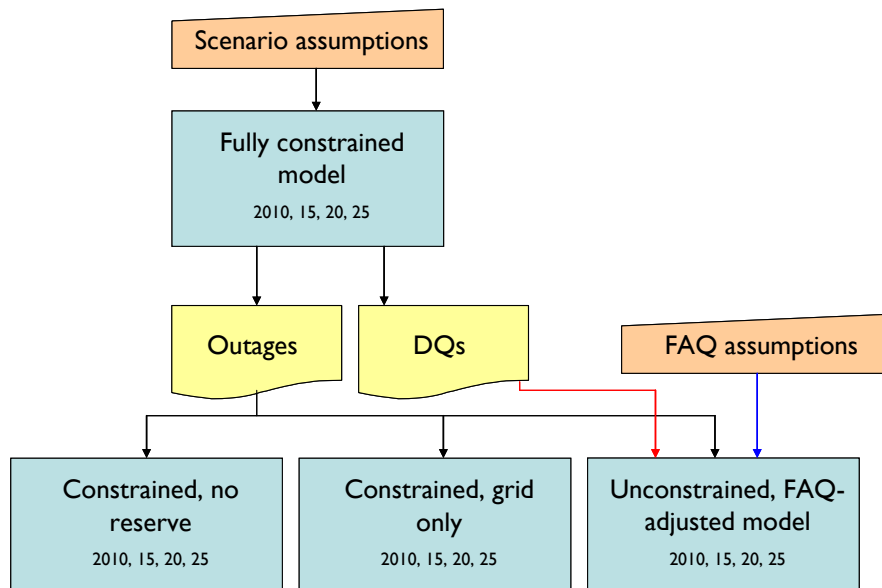 Scenario assumptions
Fully constrained
model
2010, 15, 20, 25
Outages
DQs
FAQ assumptions
Constrained, no
reserve
2010, 15, 20, 25
Constrained, grid
only
2010, 15, 20, 25
Unconstrained, FAQ-
adjusted model
2010, 15, 20, 25